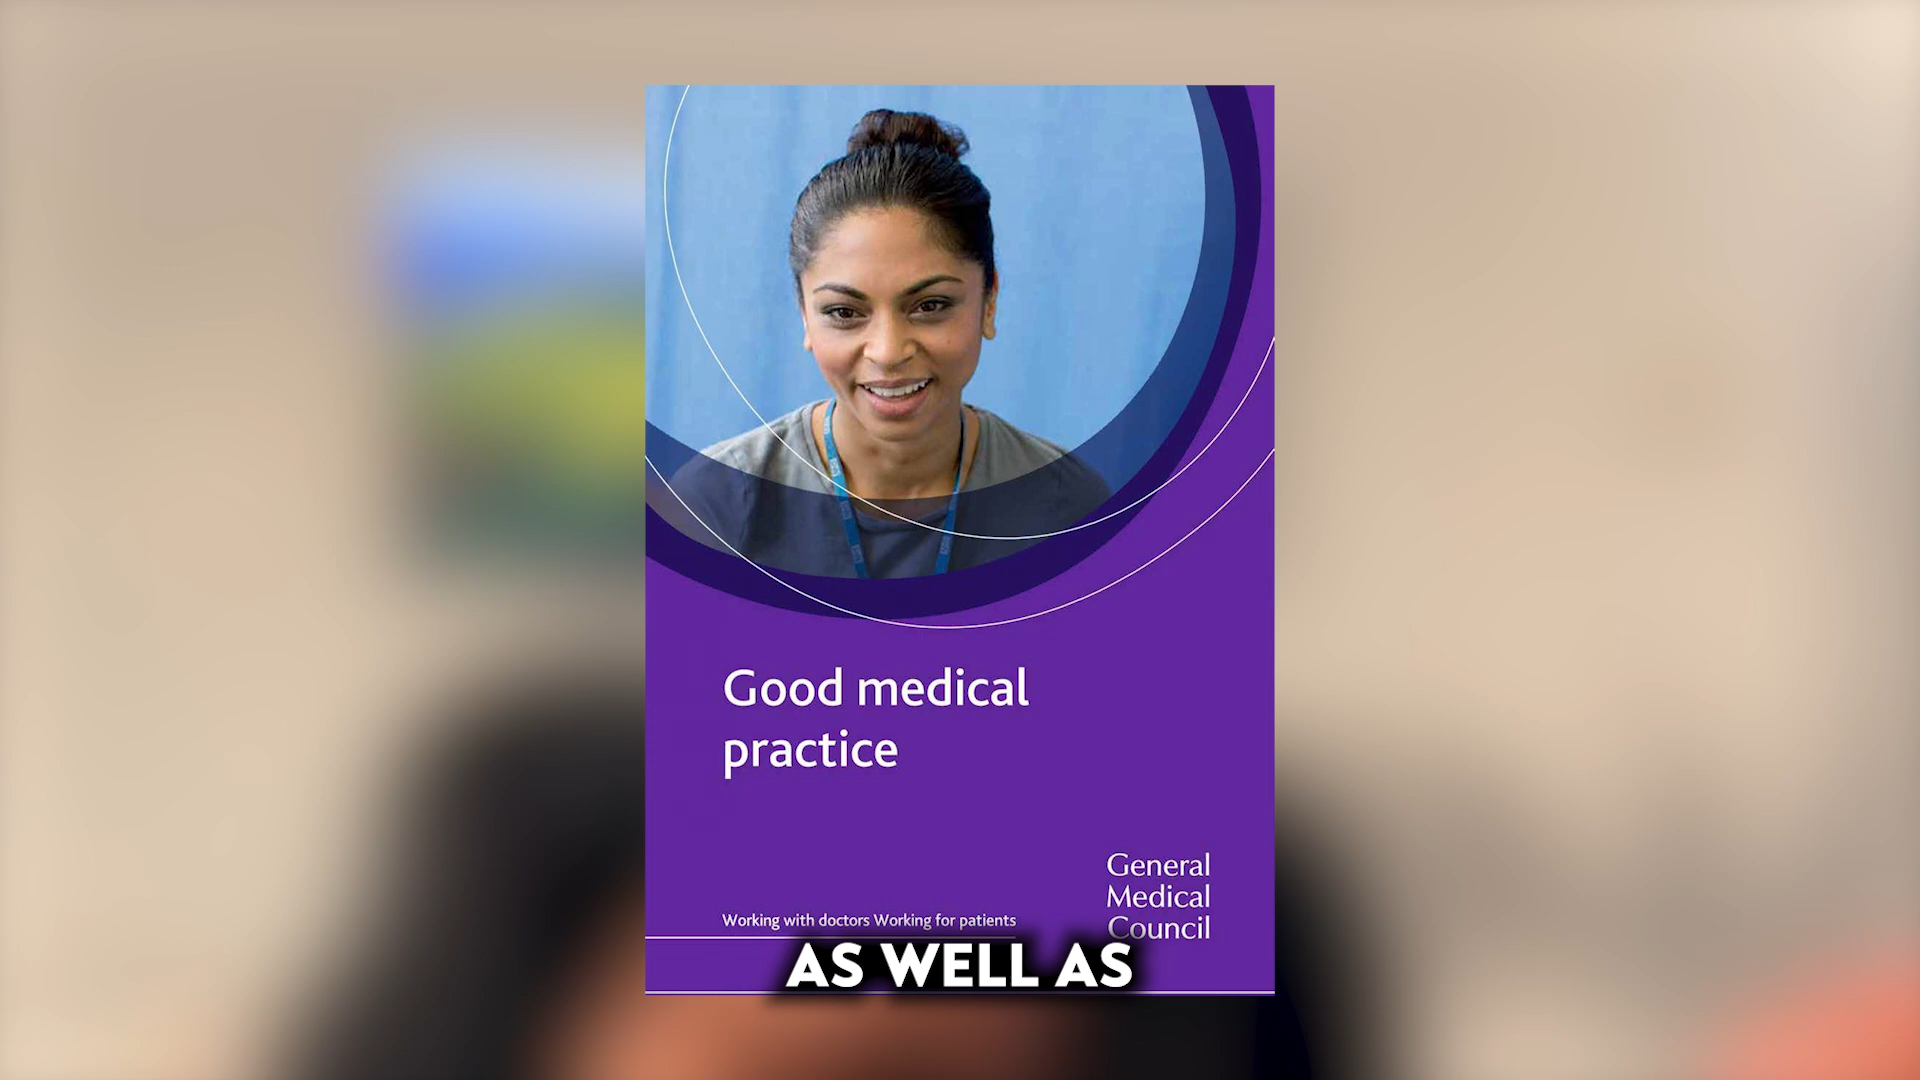 Good medical
practice
General
Medical
Council
Working with doctors Working for patients
AS WELL AS